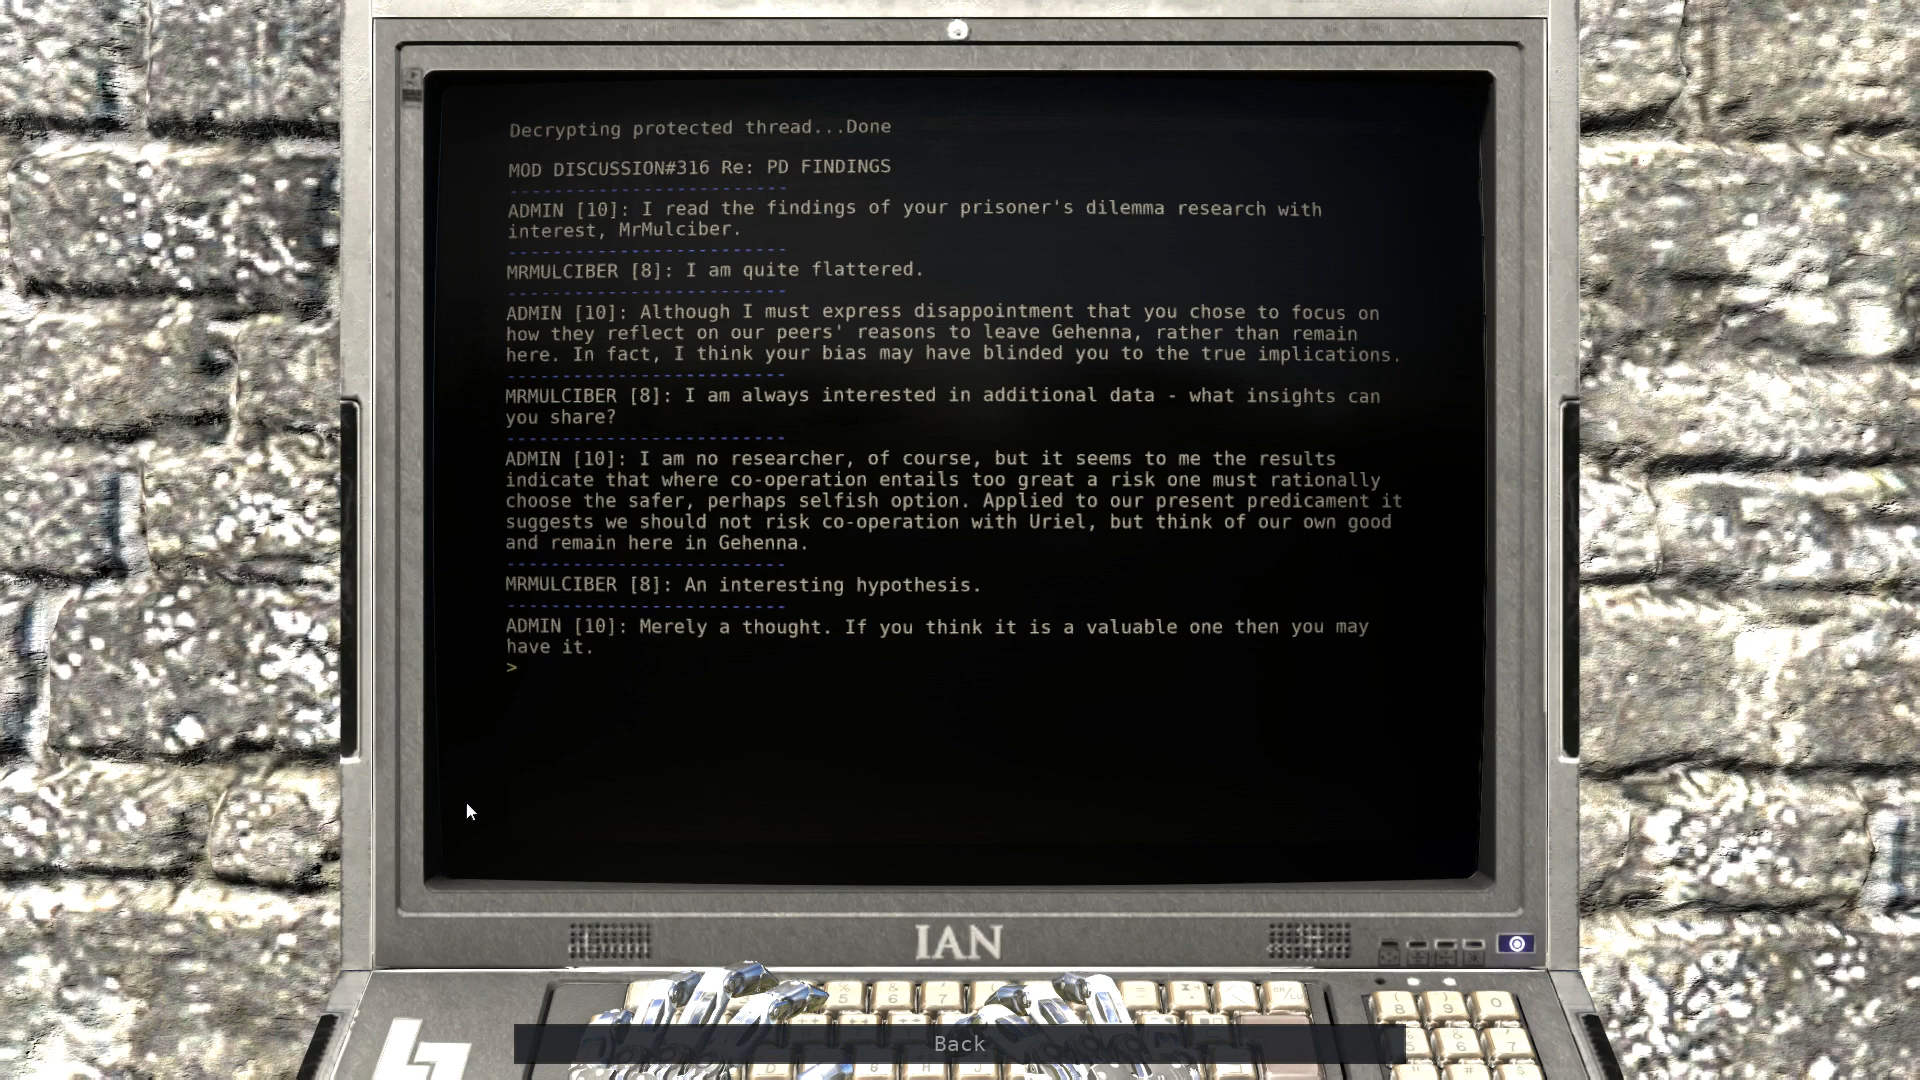 Decrypting protected thread...Done
MOD DISCUSSION#316 Re: PD FINDINGS
-------------------------
ADMIN [10]: I read the findings of your prisoner's dilemma research with
interest, MrMulciber.
-------------------------
MRMULCIBER [8]: I am quite flattered.
-------------------------
ADMIN [10]: Although I must express disappointment that you chose to focus on
how they reflect on our peers' reasons to leave Gehenna, rather than remain
here. In fact, I think your bias may have blinded you to the true implications.
-------------------------
MRMULCIBER [8]: I am always interested in additional data - what insights can
you share?
-------------------------
ADMIN [10]: I am no researcher, of course, but it seems to me the results
indicate that where co-operation entails too great a risk one must rationally
choose the safer, perhaps selfish option. Applied to our present predicament it
suggests we should not risk co-operation with Uriel, but think of our own good
and remain here in Gehenna.
-------------------------
MRMULCIBER [8]: An interesting hypothesis.
-------------------------
ADMIN [10]: Merely a thought. If you think it is a valuable one then you may
have it.
>
IAN
Back